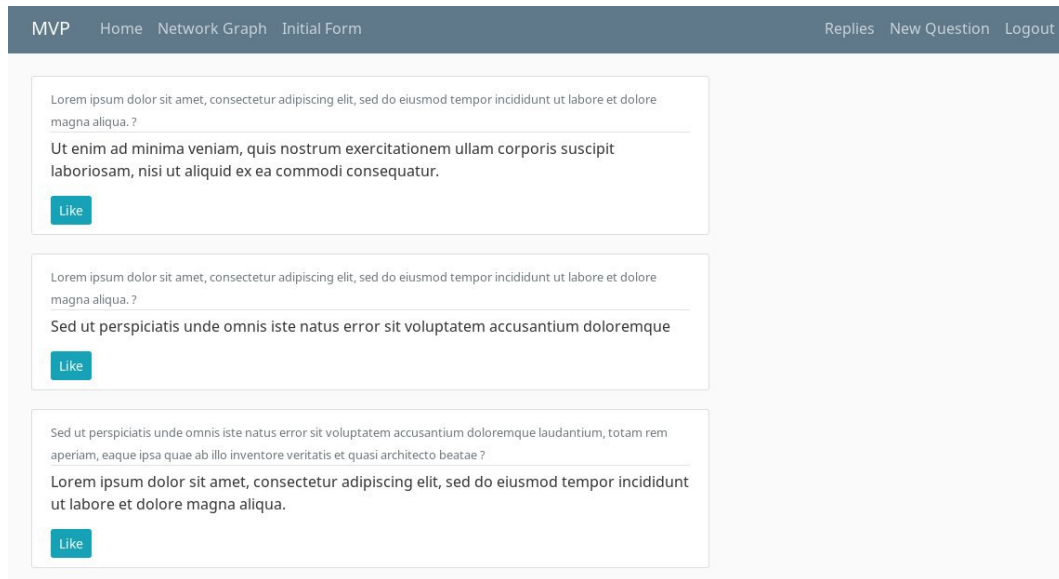 MVP Home Network Graph Initial Form Replies New Question Logout
Lorem ipsum dolor sit amet, consectetur adipiscing elit, sed do eiusmod tempor incididunt ut labore et dolore
magna aliqua. ?
Ut enim ad minima veniam, quis nostrum exercitationem ullam corporis suscipit
laboriosam, nisi ut aliquid ex ea commodi consequatur.
Like
Lorem ipsum dolor sit amet, consectetur adipiscing elit, sed do eiusmod tempor incididunt ut labore et dolore
magna aliqua. ?
Sed ut perspiciatis unde omnis iste natus error sit voluptatem accusantium doloremque
Like
Sed ut perspiciatis unde omnis iste natus error sit voluptatem accusantium doloremque laudantium, totam rem
aperiam, eaque ipsa quae ab illo inventore veritatis et quasi architecto beatae ?
Lorem ipsum dolor sit amet, consectetur adipiscing elit, sed do eiusmod tempor incididunt
ut labore et dolore magna aliqua.
Like